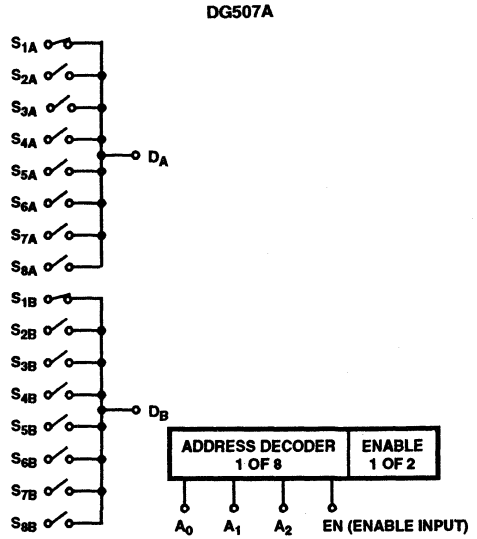 DG507A
S1A
S2A
S3A
S4A
S5A
S6A
S7A
S8A
DA
S1B
S2B
S3B
S4B
S5B
S6B
S7B
S8B
DB
ADDRESS DECODER
1 OF 8
ENABLE
1 OF 2
A0 A1 A2 EN (ENABLE INPUT)